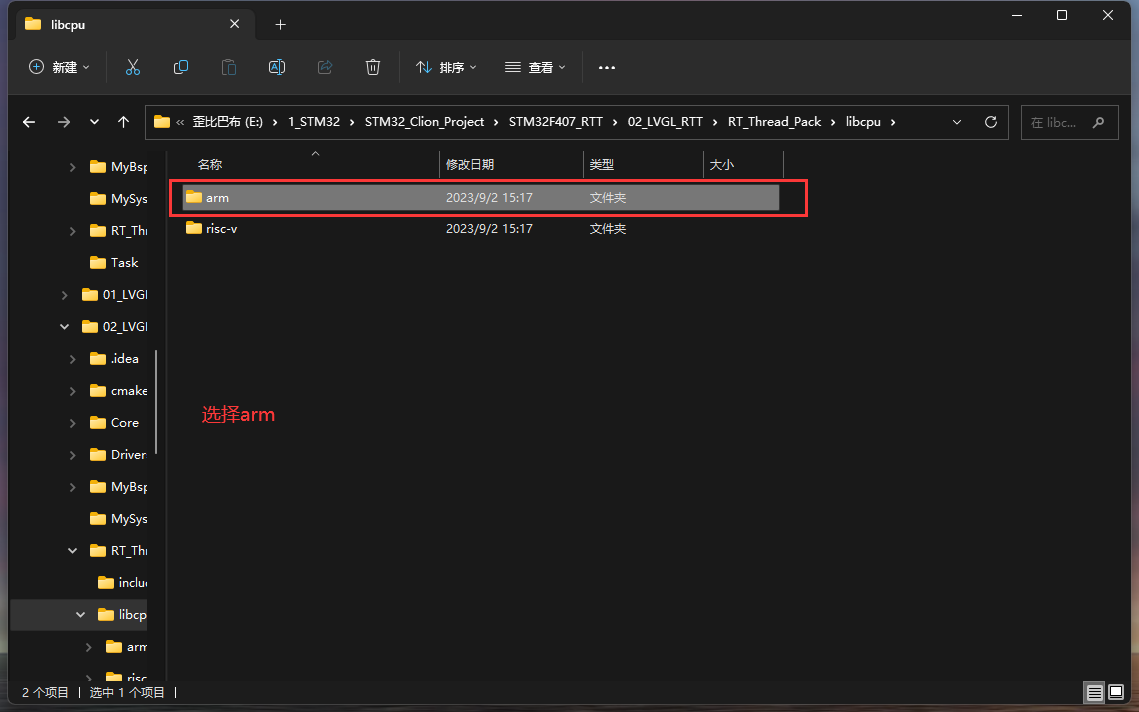 libcpu
新建
排序
查看
« 歪比巴布 (E:) › 1_STM32 › STM32_Clion_Project › STM32F407_RTT › 02_LVGL_RTT › RT_Thread_Pack › libcpu ›
在 libc...
名称 修改日期 类型 大小
arm 2023/9/2 15:17 文件夹
risc-v 2023/9/2 15:17 文件夹
选择arm
MyBsp
MySys
RT_Thr
Task
01_LVGL
02_LVGL
.idea
cmake
Core
Driver
MyBsp
MySys
RT_Thr
inclu
libcp
arm
risc
2 个项目 | 选中 1 个项目 |